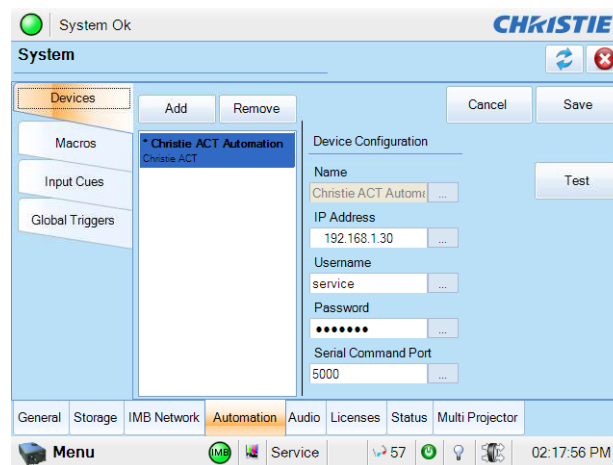 System Ok
CHRISTIE
System
Devices
Macros
Input Cues
Global Triggers
Add
Remove
Cancel
Save
* Christie ACT Automation
Christie ACT
Device Configuration
Name
Christie ACT Automa
...
IP Address
192.168.1.30
...
Username
service
...
Password
•••••••
...
Serial Command Port
5000
...
Test
General
Storage
IMB Network
Automation
Audio
Licenses
Status
Multi Projector
Menu
IMB
Service
57
02:17:56 PM